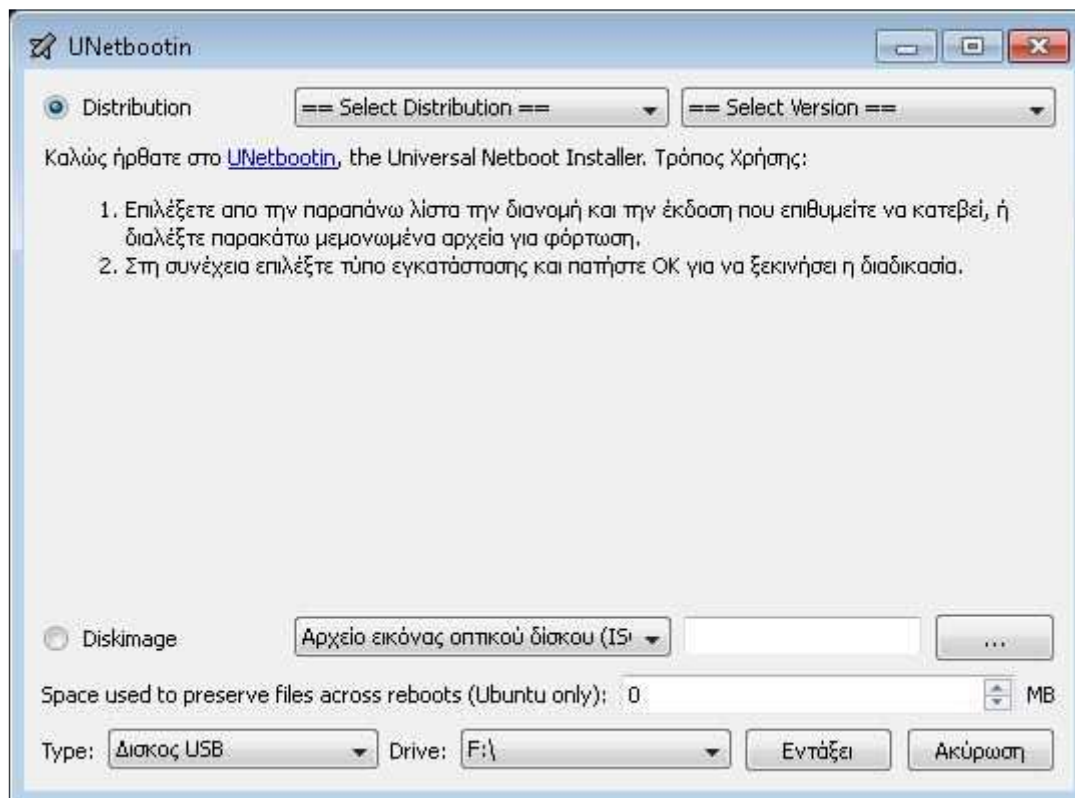 UNetbootin
Distribution == Select Distribution == == Select Version ==
Καλώς ήρθατε στο UNetbootin, the Universal Netboot Installer. Τρόπος Χρήσης:
1. Επιλέξετε απο την παραπάνω λίστα την διανομή και την έκδοση που επιθυμείτε να κατεβεί, ή
διαλέξτε παρακάτω μεμονωμένα αρχεία για φόρτωση.
2. Στη συνέχεια επιλέξτε τύπο εγκατάστασης και πατήστε OK για να ξεκινήσει η διαδικασία.
Diskimage Αρχείο εικόνας οπτικού δίσκου (IS ...
Space used to preserve files across reboots (Ubuntu only): 0 MB
Type: Δισκος USB Drive: F:\ Εντάξει Ακύρωση